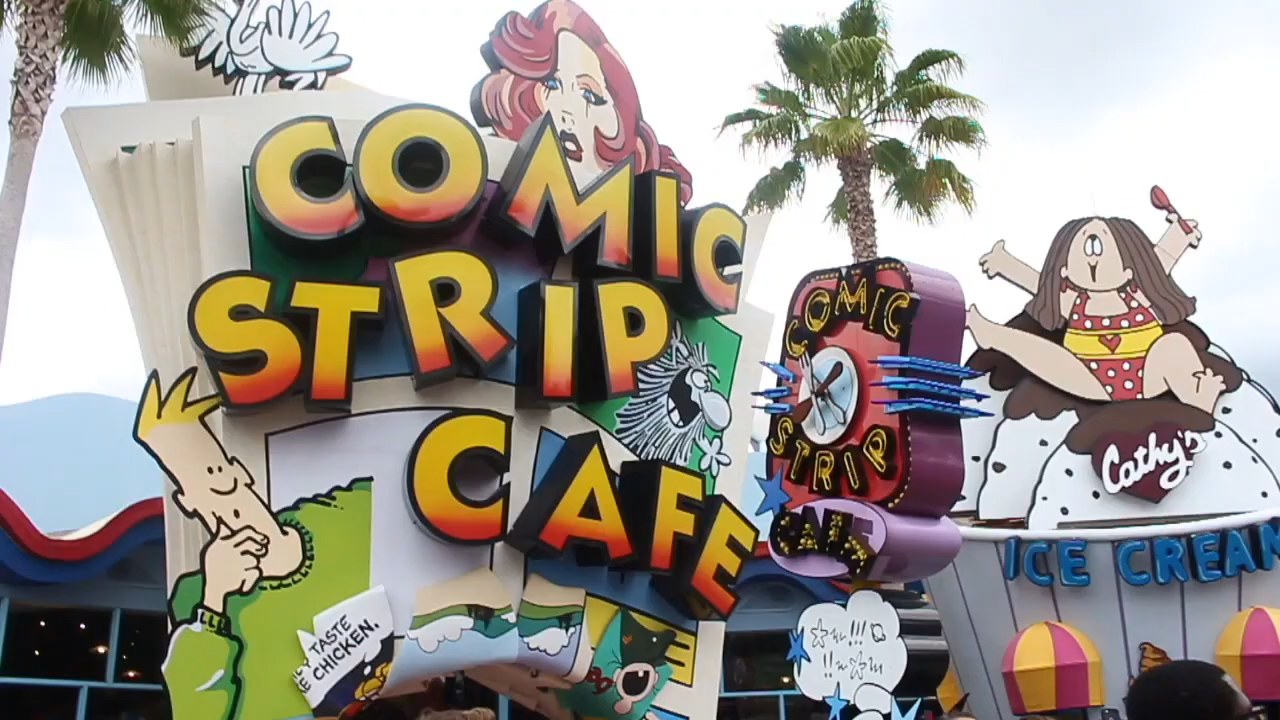 COMIC
STRIP
CAFE
COMIC
STRIP
CAFE
Cathy's
ICE CREAM
TASTE
CHICKEN.
***!!!